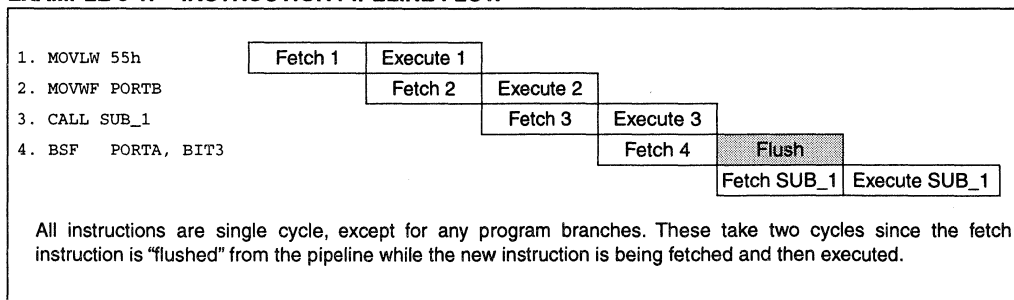 1. MOVLW 55h Fetch 1 Execute 1
2. MOVWF PORTB Fetch 2 Execute 2
3. CALL SUB_1 Fetch 3 Execute 3
4. BSF PORTA, BIT3 Fetch 4 Flush
Fetch SUB_1 Execute SUB_1
All instructions are single cycle, except for any program branches. These take two cycles since the fetch
instruction is "flushed" from the pipeline while the new instruction is being fetched and then executed.